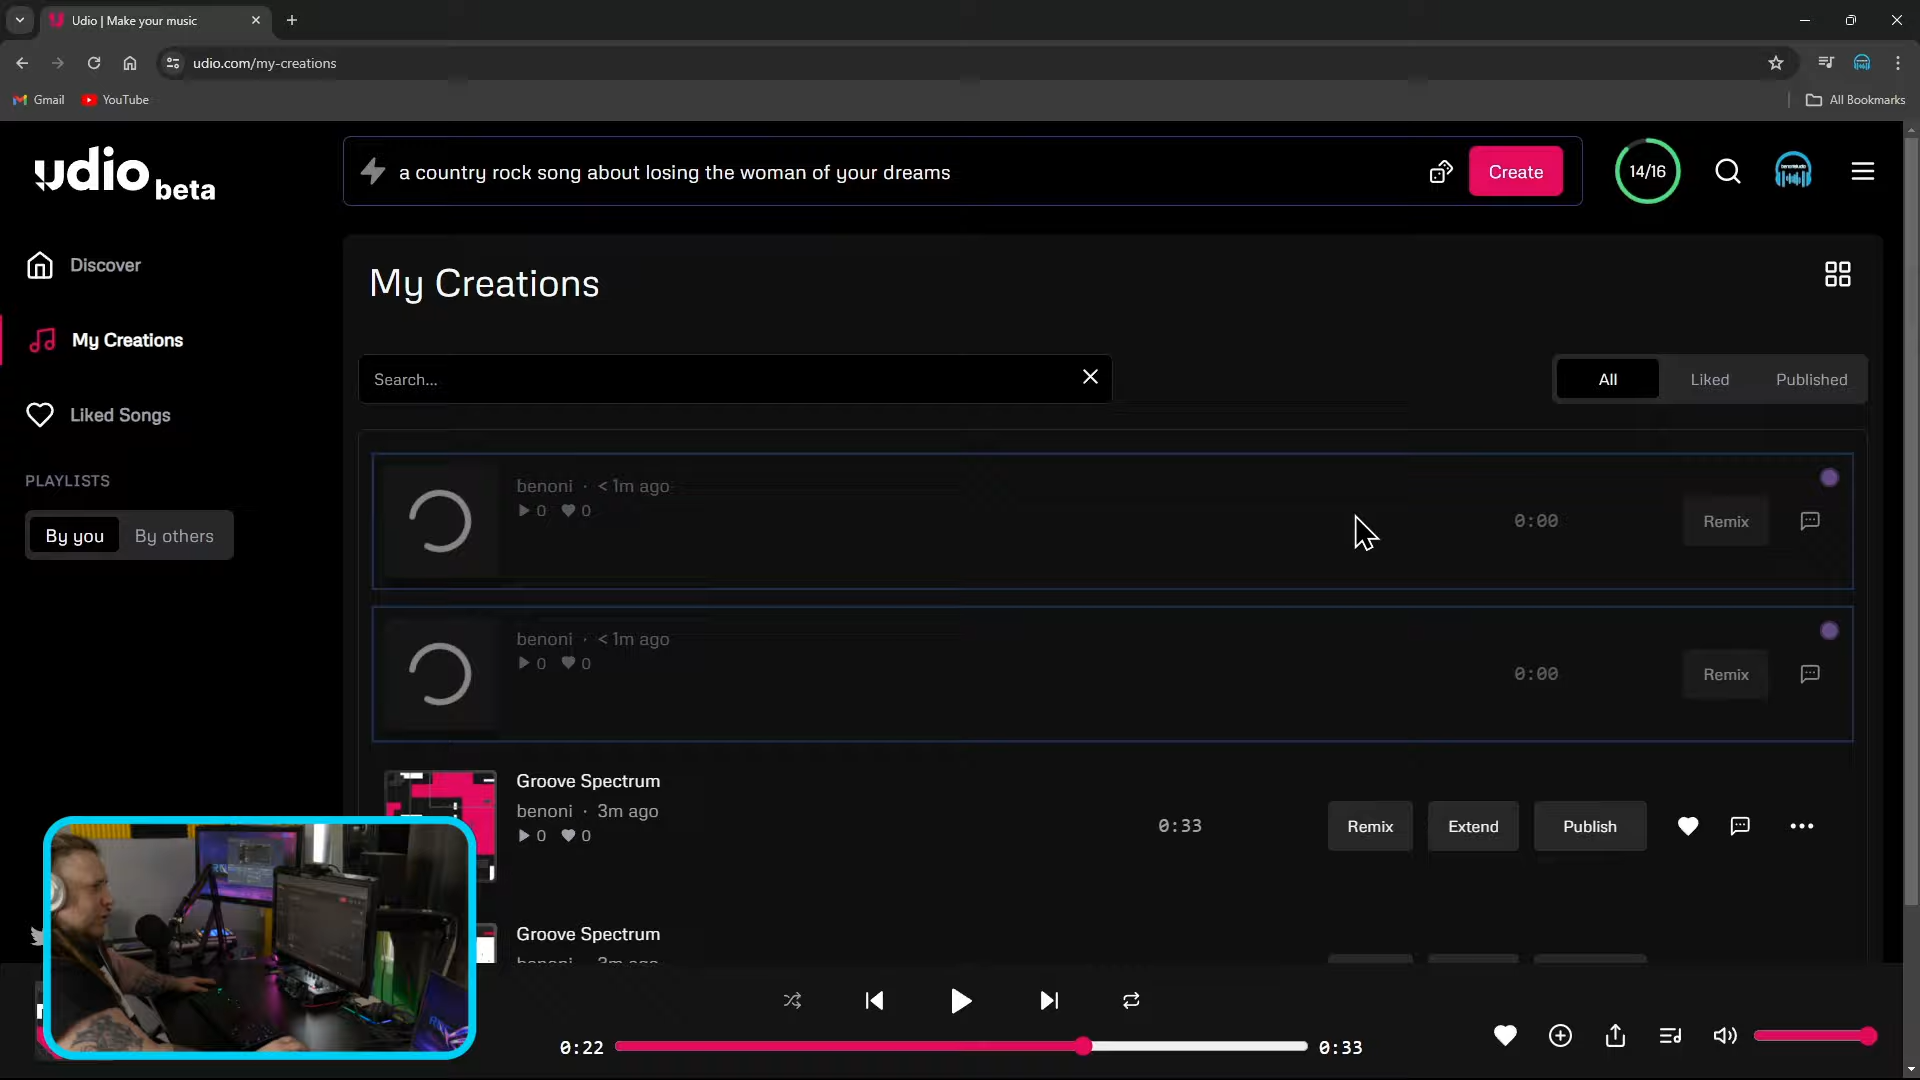 Udio | Make your music
udio.com/my-creations
Gmail
YouTube
All Bookmarks
udio beta
a country rock song about losing the woman of your dreams
Create
14/16
Discover
My Creations
Liked Songs
PLAYLISTS
By you
By others
My Creations
Search...
All
Liked
Published
benoni · < 1m ago
0 0
0:00
Remix
benoni · < 1m ago
0 0
0:00
Remix
Groove Spectrum
benoni · 3m ago
0 0
0:33
Remix
Extend
Publish
Groove Spectrum
benoni · 3m ago
0:22
0:33